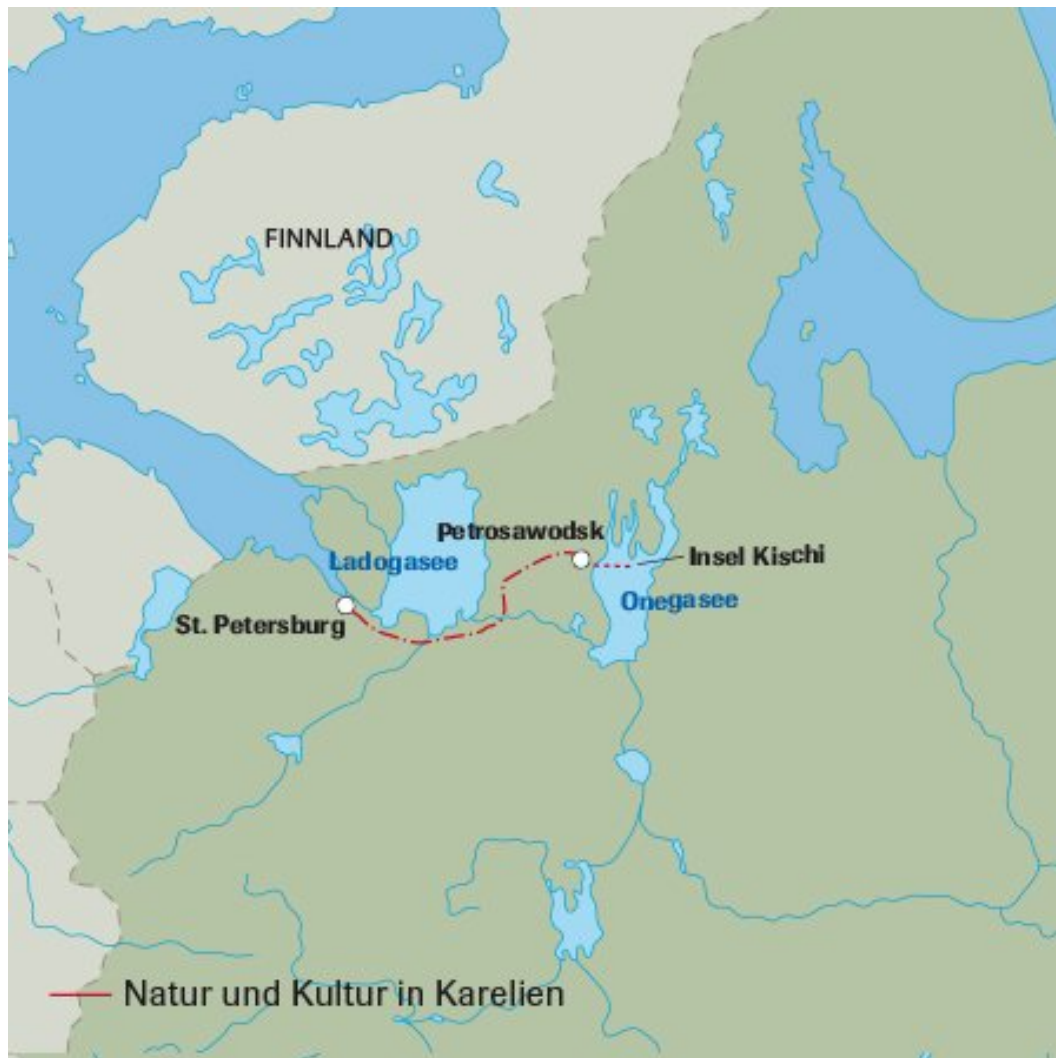 FINNLAND
Petrosawodsk
Insel Kischi
Ladogasee
Onegasee
St. Petersburg
Natur und Kultur in Karelien